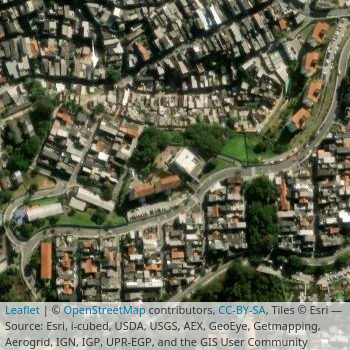 Leaflet | © OpenStreetMap contributors, CC-BY-SA, Tiles © Esri —
Source: Esri, i-cubed, USDA, USGS, AEX, GeoEye, Getmapping,
Aerogrid, IGN, IGP, UPR-EGP, and the GIS User Community